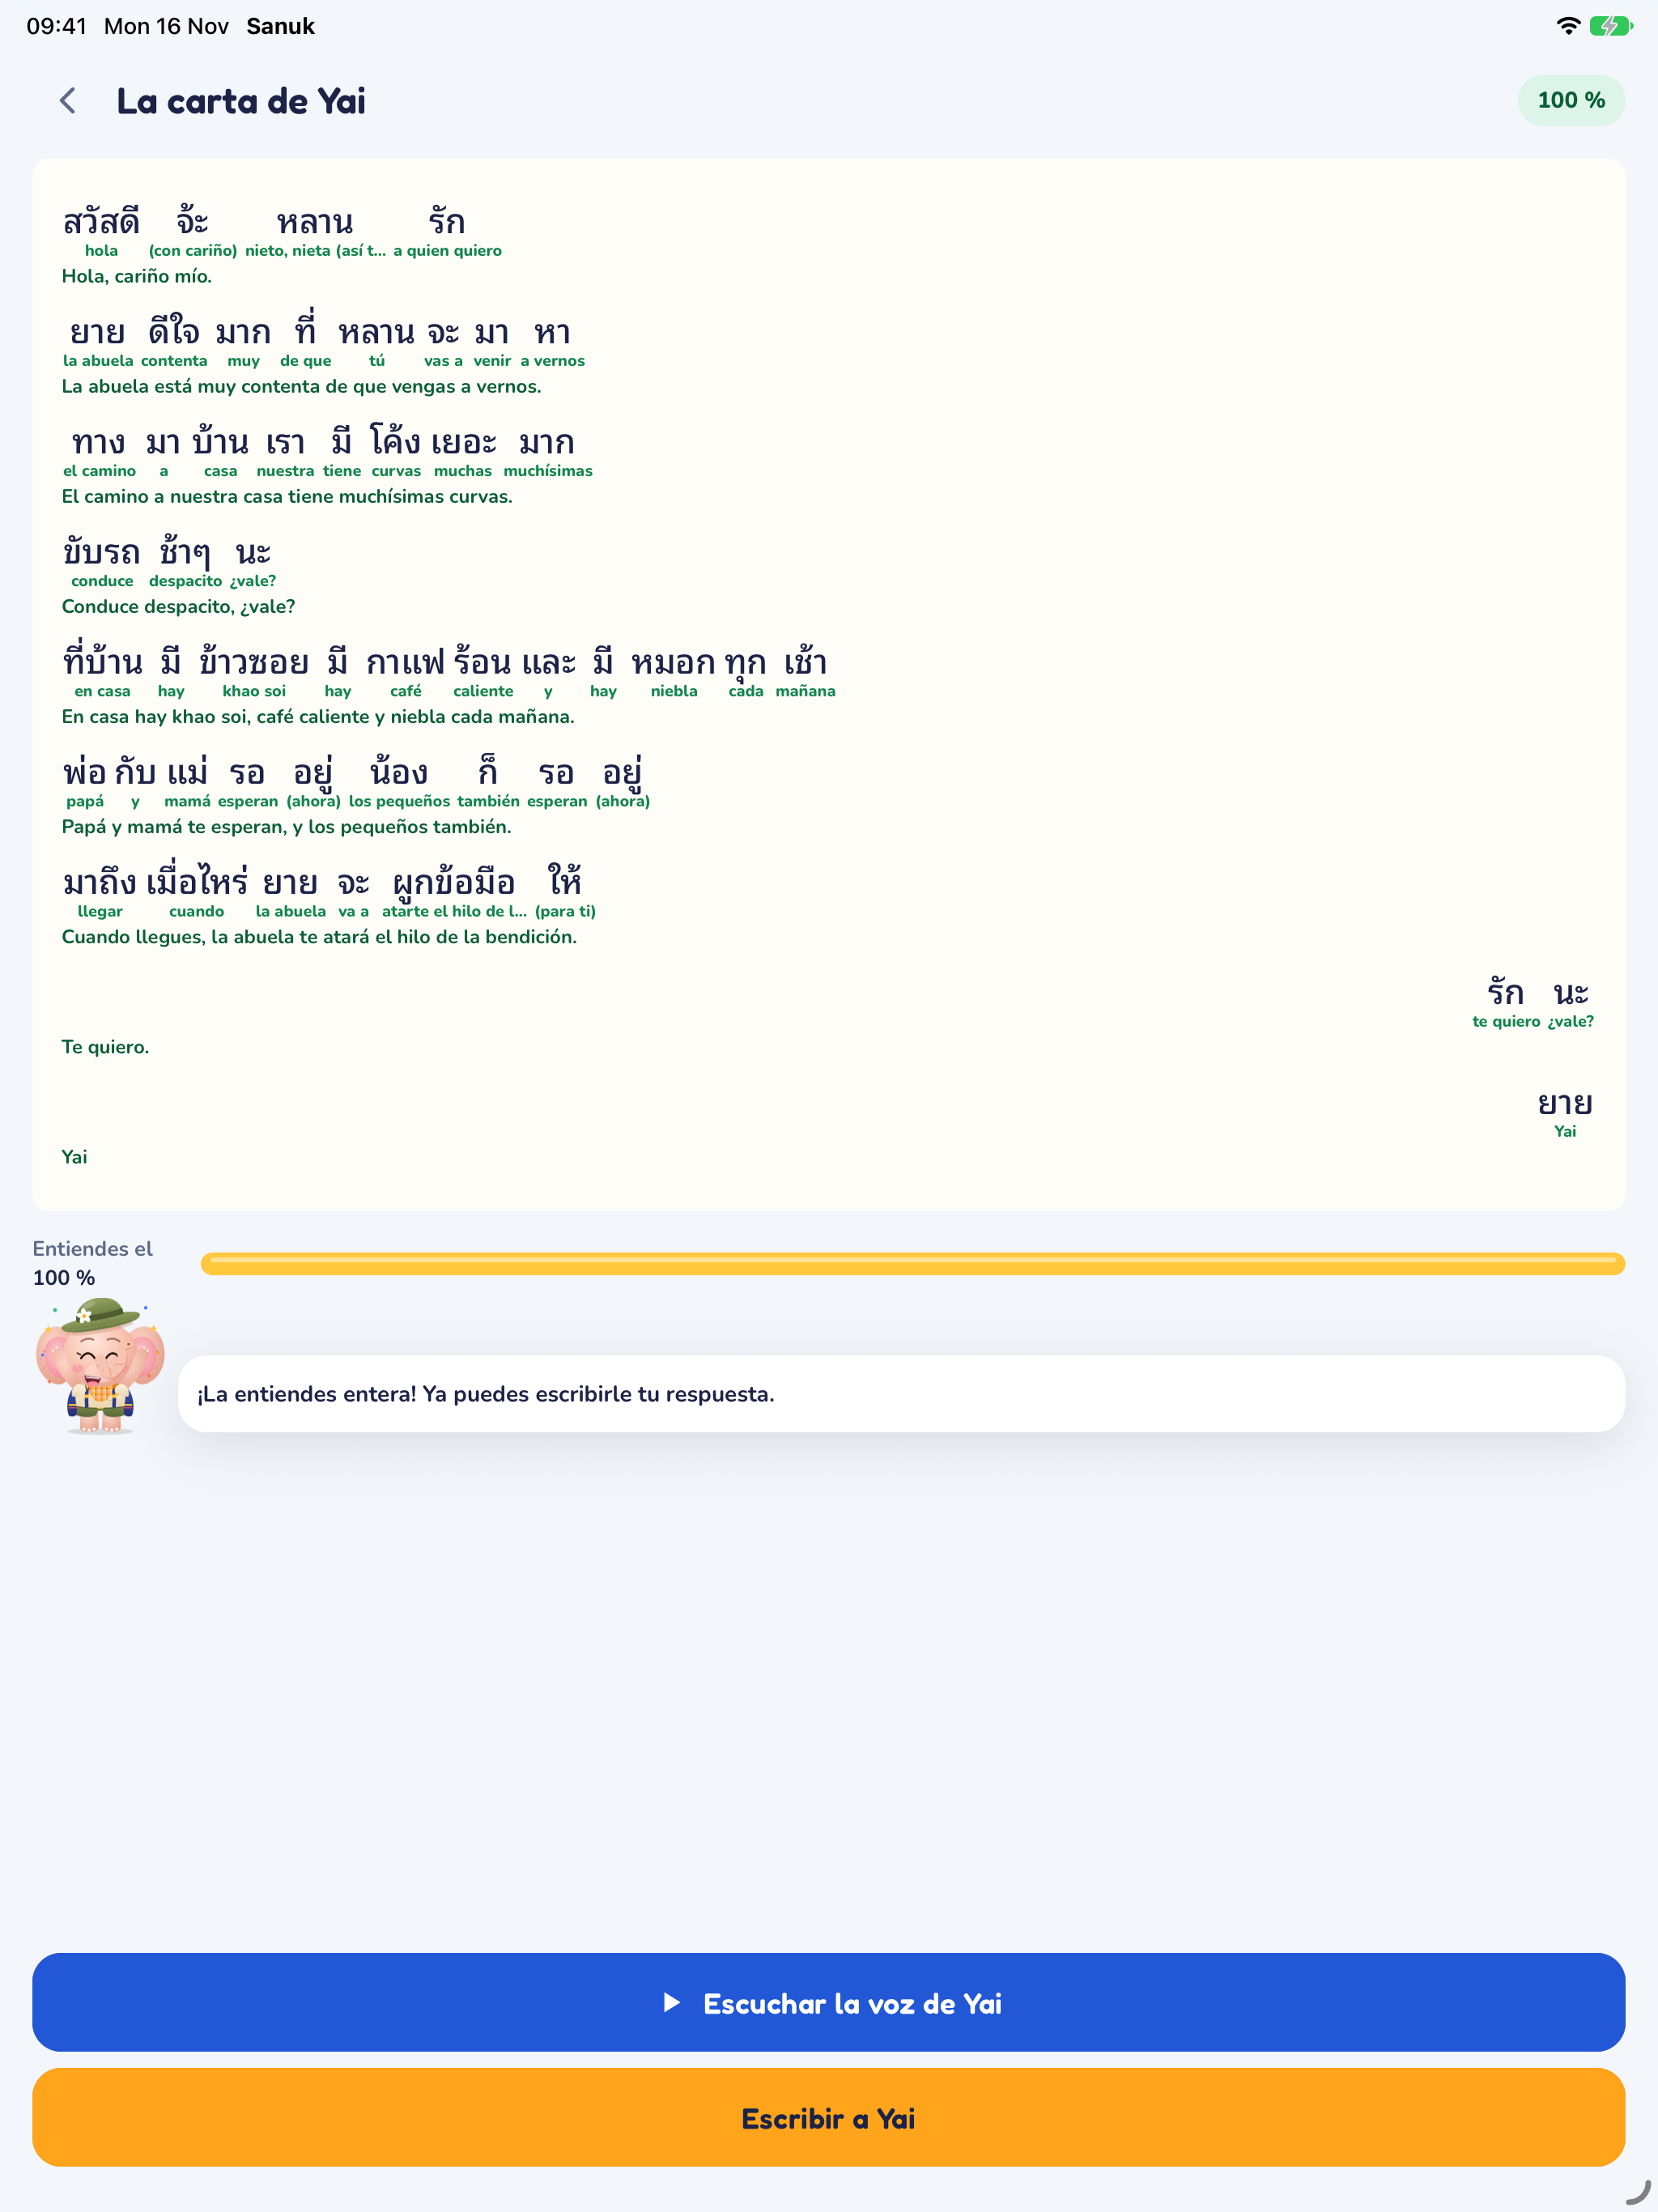 09:41 Mon 16 Nov Sanuk
La carta de Yai
100 %
สวัสดี จ้ะ หลาน รัก
hola (con cariño) nieto, nieta (así t... a quien quiero
Hola, cariño mío.
ยาย ดีใจ มาก ที่ หลาน จะ มา หา
la abuela contenta muy de que tú vas a venir a vernos
La abuela está muy contenta de que vengas a vernos.
ทาง มา บ้าน เรา มี โค้ง เยอะ มาก
el camino a casa nuestra tiene curvas muchas muchísimas
El camino a nuestra casa tiene muchísimas curvas.
ขับรถ ช้าๆ นะ
conduce despacito ¿vale?
Conduce despacito, ¿vale?
ที่บ้าน มี ข้าวซอย มี กาแฟ ร้อน และ มี หมอก ทุก เช้า
en casa hay khao soi hay café caliente y hay niebla cada mañana
En casa hay khao soi, café caliente y niebla cada mañana.
พ่อ กับ แม่ รอ อยู่ น้อง ก็ รอ อยู่
papá y mamá esperan (ahora) los pequeños también esperan (ahora)
Papá y mamá te esperan, y los pequeños también.
มาถึง เมื่อไหร่ ยาย จะ ผูกข้อมือ ให้
llegar cuando la abuela va a atarte el hilo de l... (para ti)
Cuando llegues, la abuela te atará el hilo de la bendición.
รัก นะ
te quiero ¿vale?
Te quiero.
ยาย
Yai
Yai
Entiendes el
100 %
¡La entiendes entera! Ya puedes escribirle tu respuesta.
Escuchar la voz de Yai
Escribir a Yai